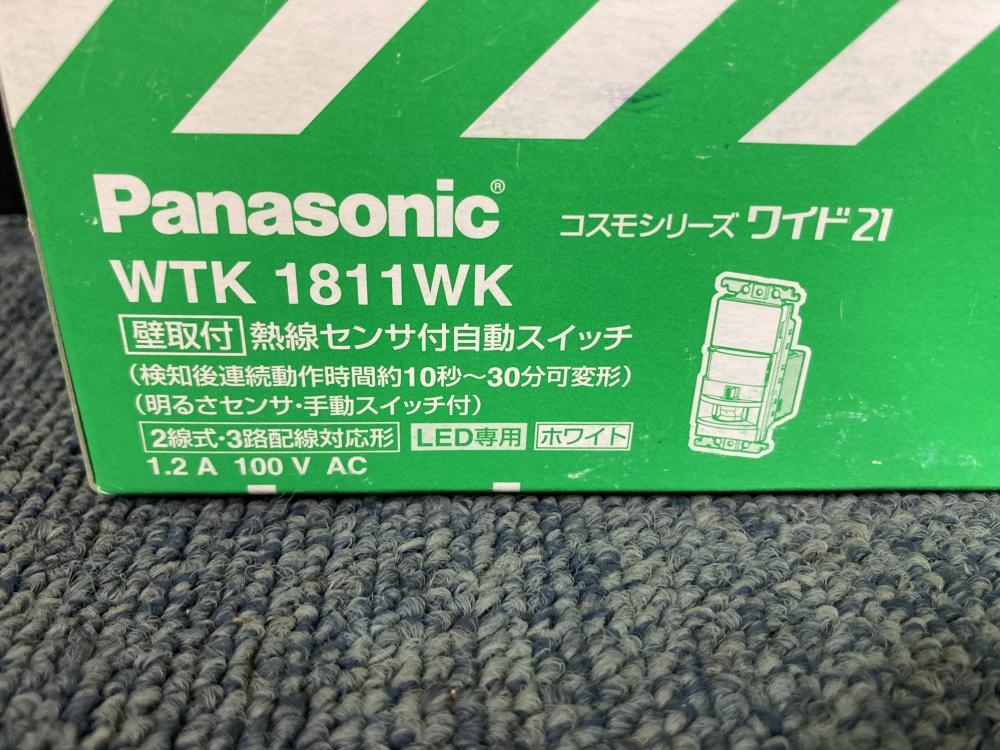 Panasonic®
コスモシリーズ ワイド21
WTK 1811WK
壁取付 熱線センサ付自動スイッチ
(検知後連続動作時間約10秒～30分可変形)
(明るさセンサ・手動スイッチ付)
2線式・3路配線対応形 LED専用 ホワイト
1.2 A 100 V AC